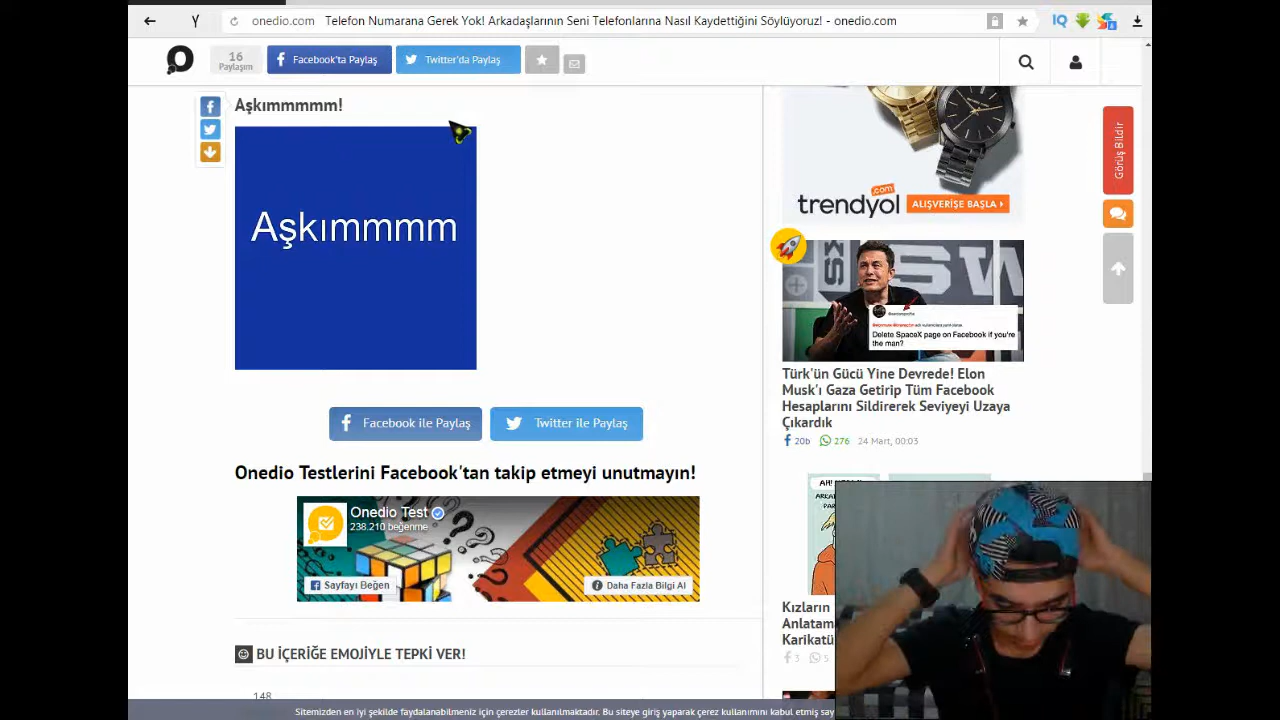 onedio.com Telefon Numarana Gerek Yok! Arkadaşlarının Seni Telefonlarına Nasıl Kaydettiğini Söylüyoruz! - onedio.com
16
Paylaşım
Facebook'ta Paylaş
Twitter'da Paylaş
Aşkımmmmm!
Aşkımmmm
Facebook ile Paylaş
Twitter ile Paylaş
Onedio Testlerini Facebook'tan takip etmeyi unutmayın!
Onedio Test
238.210 beğenme
Sayfayı Beğen
Daha Fazla Bilgi Al
BU İÇERİĞE EMOJİYLE TEPKİ VER!
148
trendyol.com
ALIŞVERİŞE BAŞLA
Delete SpaceX page on Facebook if you're
the man?
Türk'ün Gücü Yine Devrede! Elon
Musk'ı Gaza Getirip Tüm Facebook
Hesaplarını Sildirerek Seviyeyi Uzaya
Çıkardık
20b 276 24 Mart, 00:03
AH!
Kızların
Anlatam
Karikatü
3 5
Görüş Bildir
Sitemizden en iyi şekilde faydalanabilmeniz için çerezler kullanılmaktadır. Bu siteye giriş yaparak çerez kullanımını kabul etmiş say